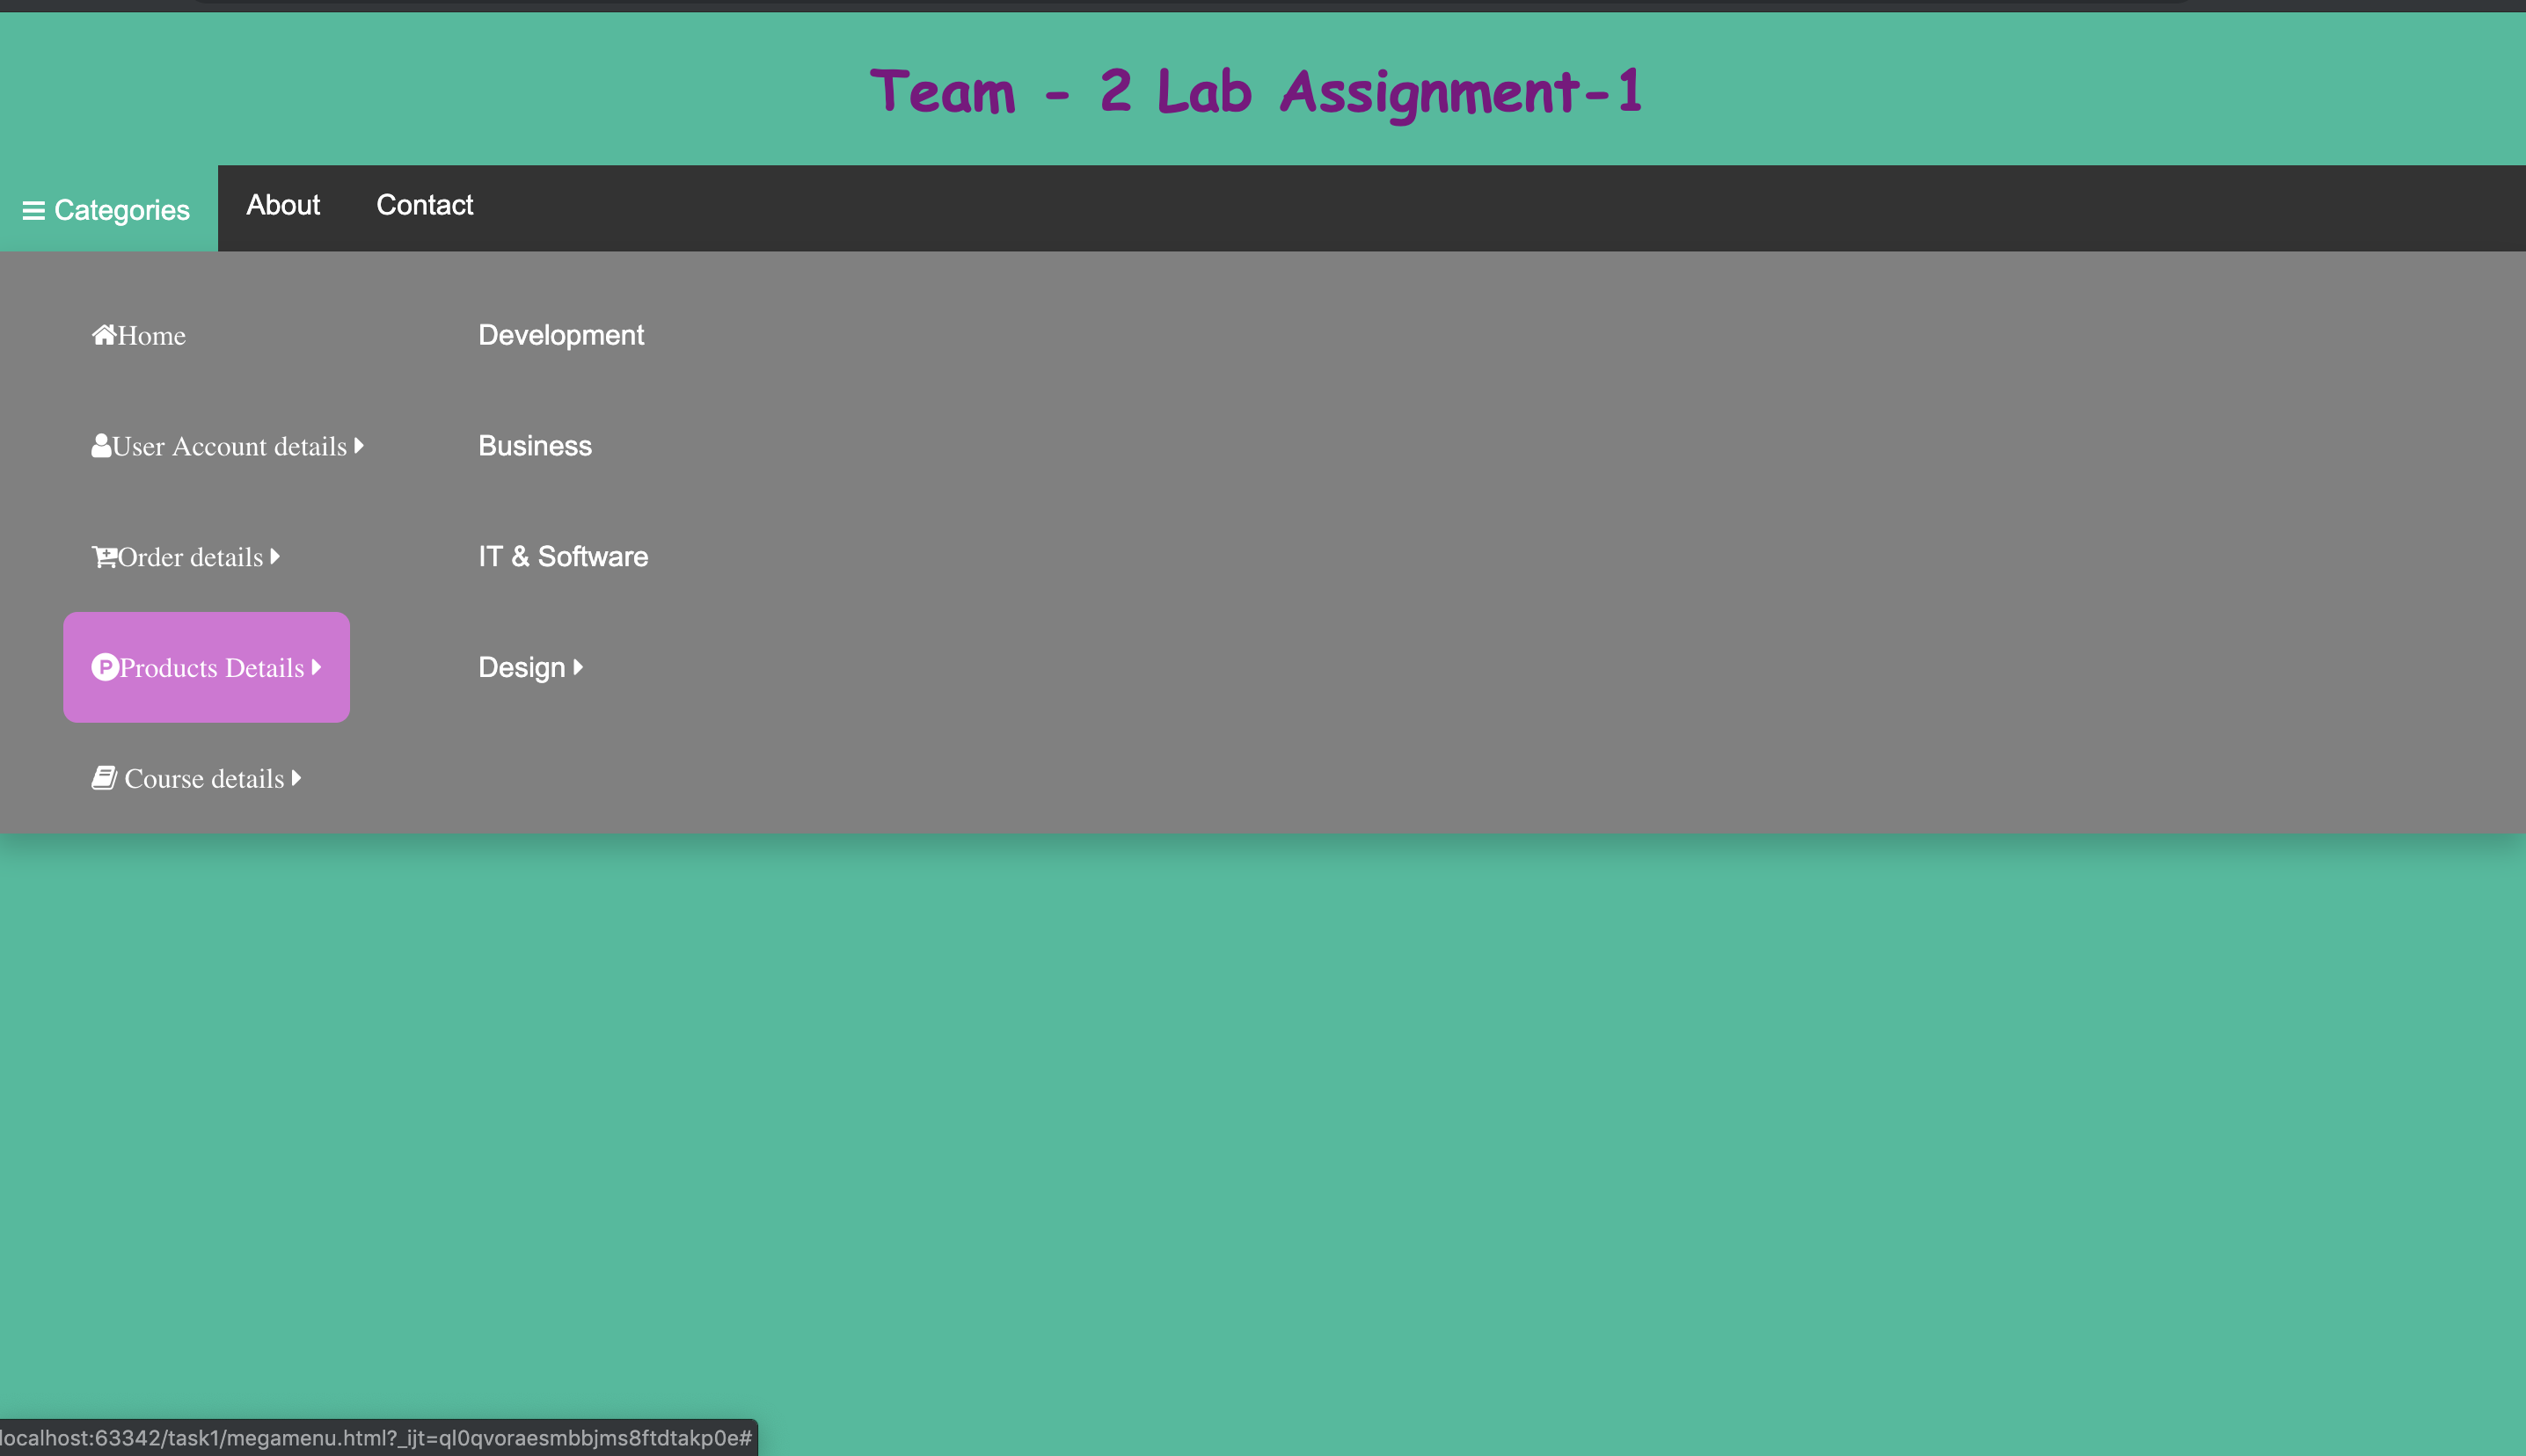 Team - 2 Lab Assignment-1
Categories About Contact
Home
User Account details
Order details
Products Details
Course details
Development
Business
IT & Software
Design
localhost:63342/task1/megamenu.html?_ijt=ql0qvoraesmbbjms8ftdtakp0e#